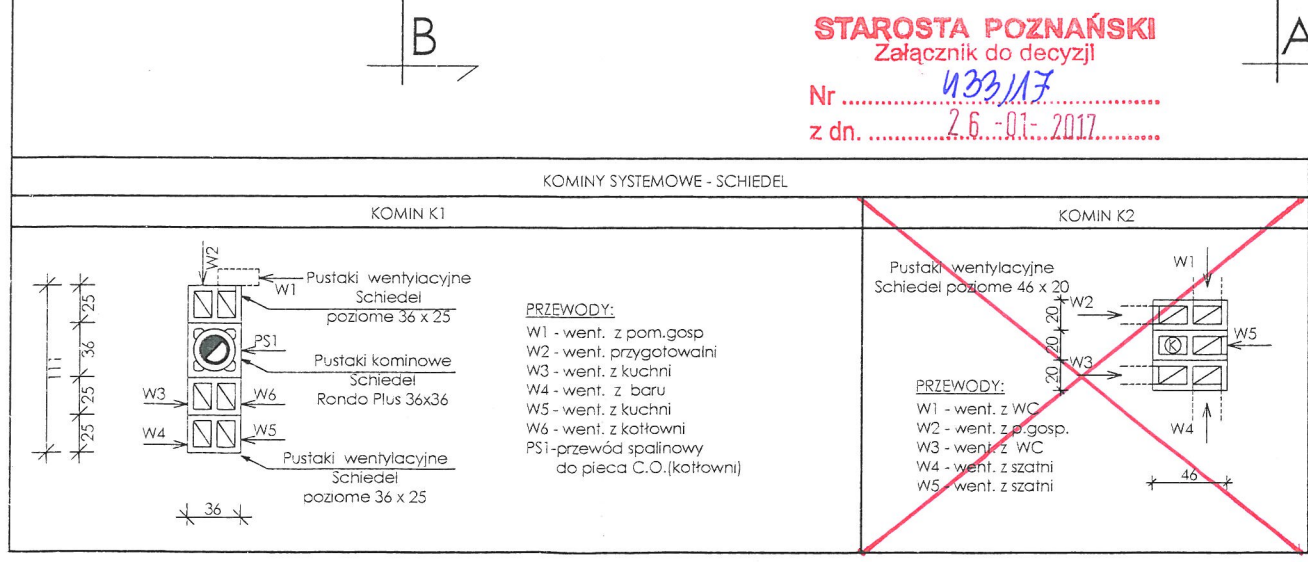 B
A
STAROSTA POZNAŃSKI
Załącznik do decyzji
Nr 433/17
z dn. 26 -01- 2017
KOMINY SYSTEMOWE - SCHIEDEL
KOMIN K1
W2
W1
Pustaki wentylacyjne
Schiedel
poziome 36 x 25
PS1
Pustaki kominowe
Schiedel
Rondo Plus 36x36
W3
W6
W4
W5
Pustaki wentylacyjne
Schiedel
poziome 36 x 25
111
25
36
25
25
36
PRZEWODY:
W1 - went. z pom.gosp
W2 - went. przygotowalni
W3 - went. z kuchni
W4 - went. z baru
W5 - went. z kuchni
W6 - went. z kotłowni
PS1-przewód spalinowy
do pieca C.O.(kotłowni)
KOMIN K2
Pustaki wentylacyjne
Schiedel poziome 46 x 20
W1
W2
W5
W3
K
W4
20
20
20
46
PRZEWODY:
W1 - went. z WC
W2 - went. z p.gosp.
W3 - went. z WC
W4 - went. z szatni
W5 - went. z szatni